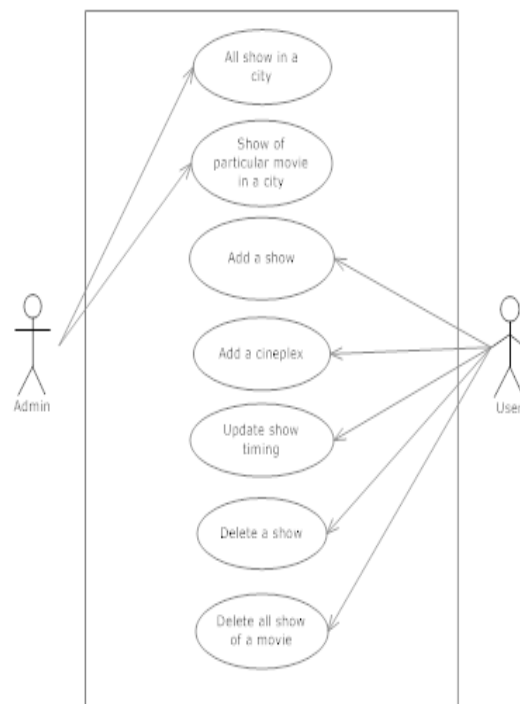 All show in a
city
Show of
particular movie
in a city
Add a show
Add a cineplex
Admin
User
Update show
timing
Delete a show
Delete all show
of a movie